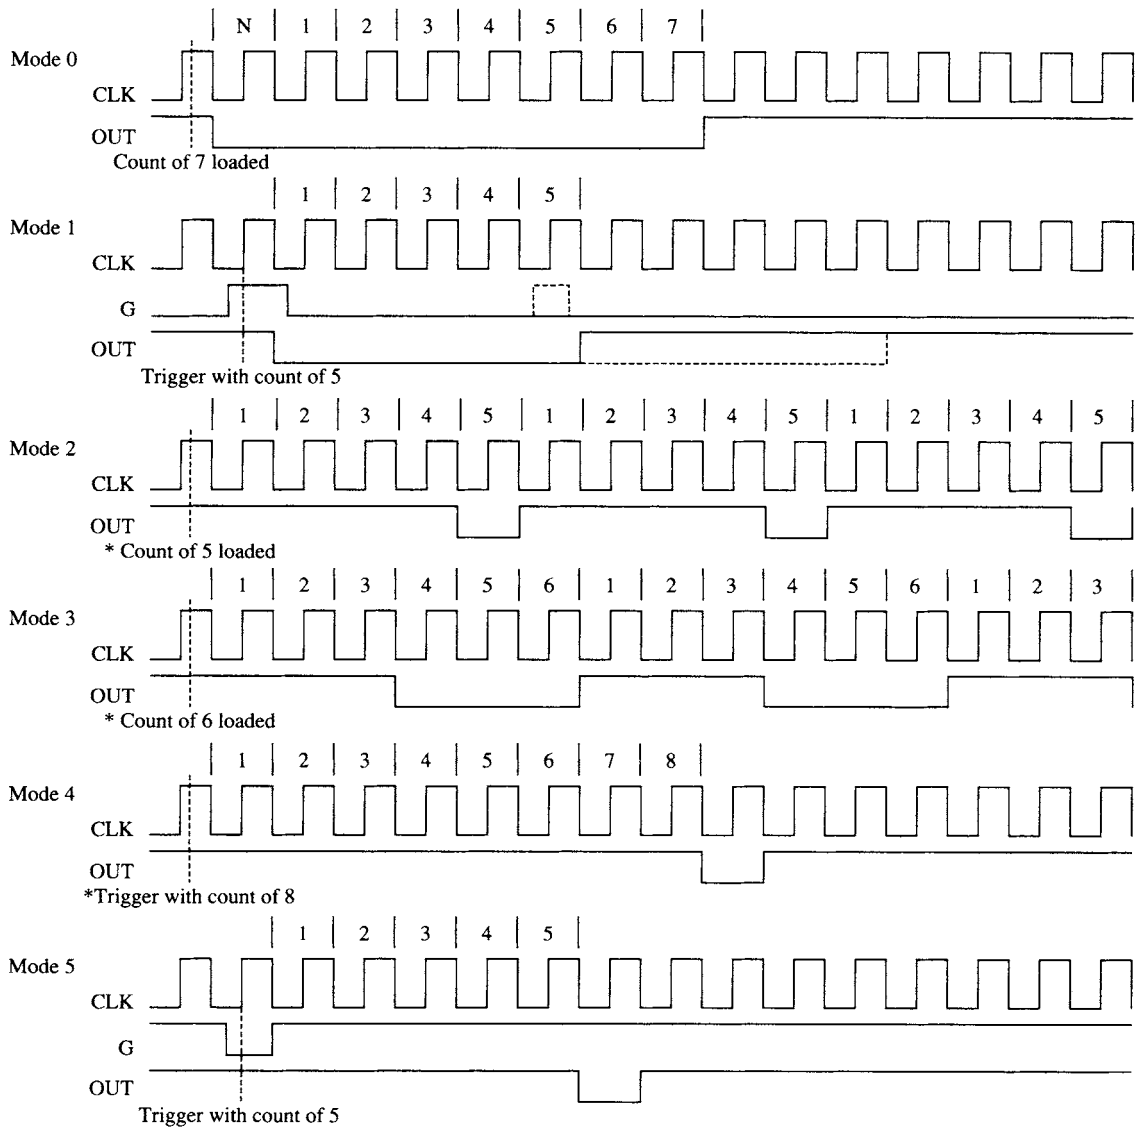 N 1 2 3 4 5 6 7
Mode 0
CLK
OUT
Count of 7 loaded
1 2 3 4 5
Mode 1
CLK
G
OUT
Trigger with count of 5
1 2 3 4 5 1 2 3 4 5 1 2 3 4 5
Mode 2
CLK
OUT
* Count of 5 loaded
1 2 3 4 5 6 1 2 3 4 5 6 1 2 3
Mode 3
CLK
OUT
* Count of 6 loaded
1 2 3 4 5 6 7 8
Mode 4
CLK
OUT
*Trigger with count of 8
1 2 3 4 5
Mode 5
CLK
G
OUT
Trigger with count of 5